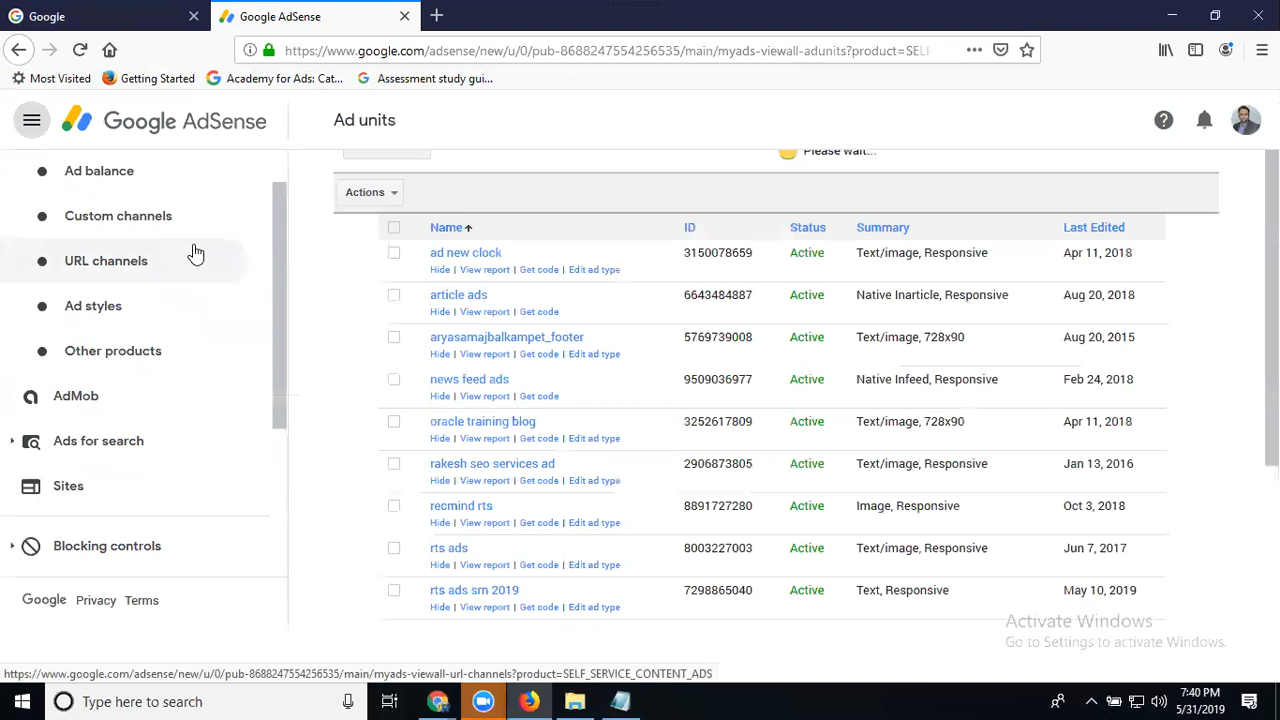 Google
Google AdSense
https://www.google.com/adsense/new/u/0/pub-8688247554256535/main/myads-viewall-adunits?product=SELF
Most Visited Getting Started Academy for Ads: Cat... Assessment study gui...
Google AdSense
Ad units
Please wait...
Ad balance
Custom channels
URL channels
Ad styles
Other products
AdMob
Ads for search
Sites
Blocking controls
Google Privacy Terms
Actions
Name ID Status Summary Last Edited
ad new clock 3150078659 Active Text/image, Responsive Apr 11, 2018
Hide | View report | Get code | Edit ad type
article ads 6643484887 Active Native Inarticle, Responsive Aug 20, 2018
Hide | View report | Get code
aryasamajbalkampet_footer 5769739008 Active Text/image, 728x90 Aug 20, 2015
Hide | View report | Get code | Edit ad type
news feed ads 9509036977 Active Native Infeed, Responsive Feb 24, 2018
Hide | View report | Get code
oracle training blog 3252617809 Active Text/image, 728x90 Apr 11, 2018
Hide | View report | Get code | Edit ad type
rakesh seo services ad 2906873805 Active Text/image, Responsive Jan 13, 2016
Hide | View report | Get code | Edit ad type
recmind rts 8891727280 Active Image, Responsive Oct 3, 2018
Hide | View report | Get code | Edit ad type
rts ads 8003227003 Active Text/image, Responsive Jun 7, 2017
Hide | View report | Get code | Edit ad type
rts ads srn 2019 7298865040 Active Text, Responsive May 10, 2019
Hide | View report | Get code | Edit ad type
Activate Windows
Go to Settings to activate Windows.
https://www.google.com/adsense/new/u/0/pub-8688247554256535/main/myads-viewall-url-channels?product=SELF_SERVICE_CONTENT_ADS
Type here to search
7:40 PM
5/31/2019